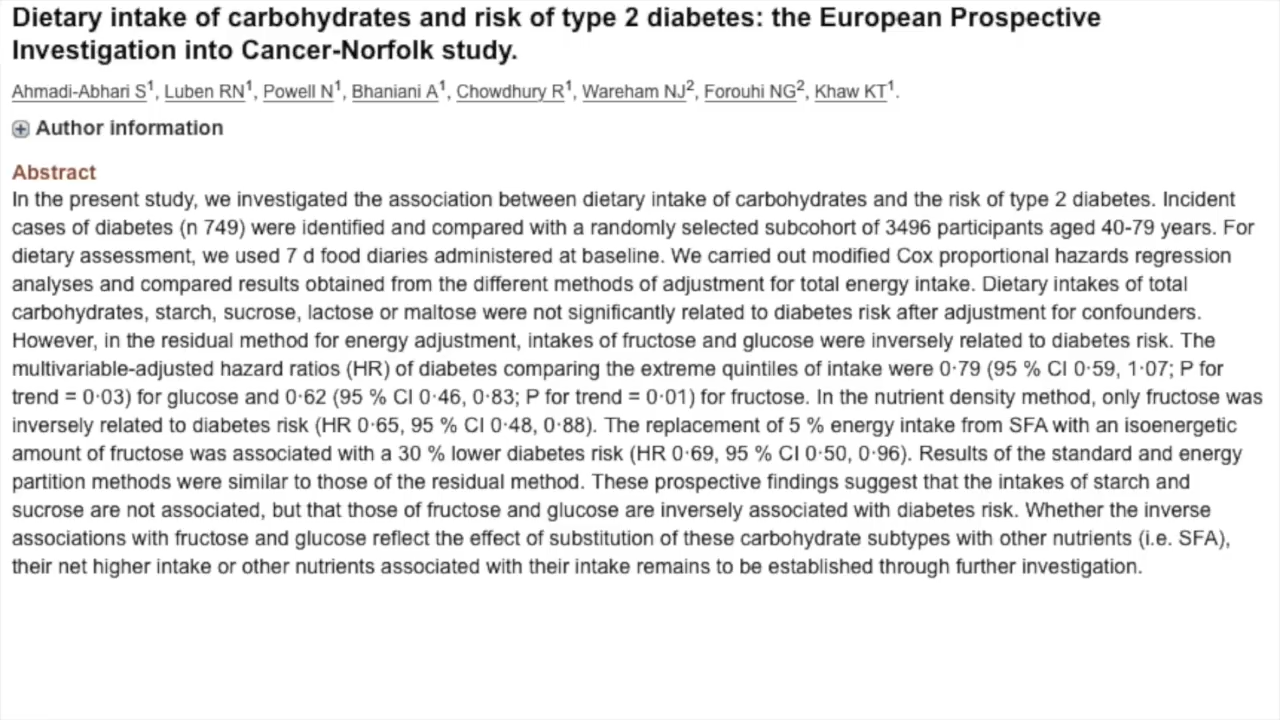 Dietary intake of carbohydrates and risk of type 2 diabetes: the European Prospective
Investigation into Cancer-Norfolk study.
Ahmadi-Abhari S1, Luben RN1, Powell N1, Bhaniani A1, Chowdhury R1, Wareham NJ2, Forouhi NG2, Khaw KT1.
Author information
Abstract
In the present study, we investigated the association between dietary intake of carbohydrates and the risk of type 2 diabetes. Incident
cases of diabetes (n 749) were identified and compared with a randomly selected subcohort of 3496 participants aged 40-79 years. For
dietary assessment, we used 7 d food diaries administered at baseline. We carried out modified Cox proportional hazards regression
analyses and compared results obtained from the different methods of adjustment for total energy intake. Dietary intakes of total
carbohydrates, starch, sucrose, lactose or maltose were not significantly related to diabetes risk after adjustment for confounders.
However, in the residual method for energy adjustment, intakes of fructose and glucose were inversely related to diabetes risk. The
multivariable-adjusted hazard ratios (HR) of diabetes comparing the extreme quintiles of intake were 0·79 (95 % CI 0·59, 1·07; P for
trend = 0·03) for glucose and 0·62 (95 % CI 0·46, 0·83; P for trend = 0·01) for fructose. In the nutrient density method, only fructose was
inversely related to diabetes risk (HR 0·65, 95 % CI 0·48, 0·88). The replacement of 5 % energy intake from SFA with an isoenergetic
amount of fructose was associated with a 30 % lower diabetes risk (HR 0·69, 95 % CI 0·50, 0·96). Results of the standard and energy
partition methods were similar to those of the residual method. These prospective findings suggest that the intakes of starch and
sucrose are not associated, but that those of fructose and glucose are inversely associated with diabetes risk. Whether the inverse
associations with fructose and glucose reflect the effect of substitution of these carbohydrate subtypes with other nutrients (i.e. SFA),
their net higher intake or other nutrients associated with their intake remains to be established through further investigation.